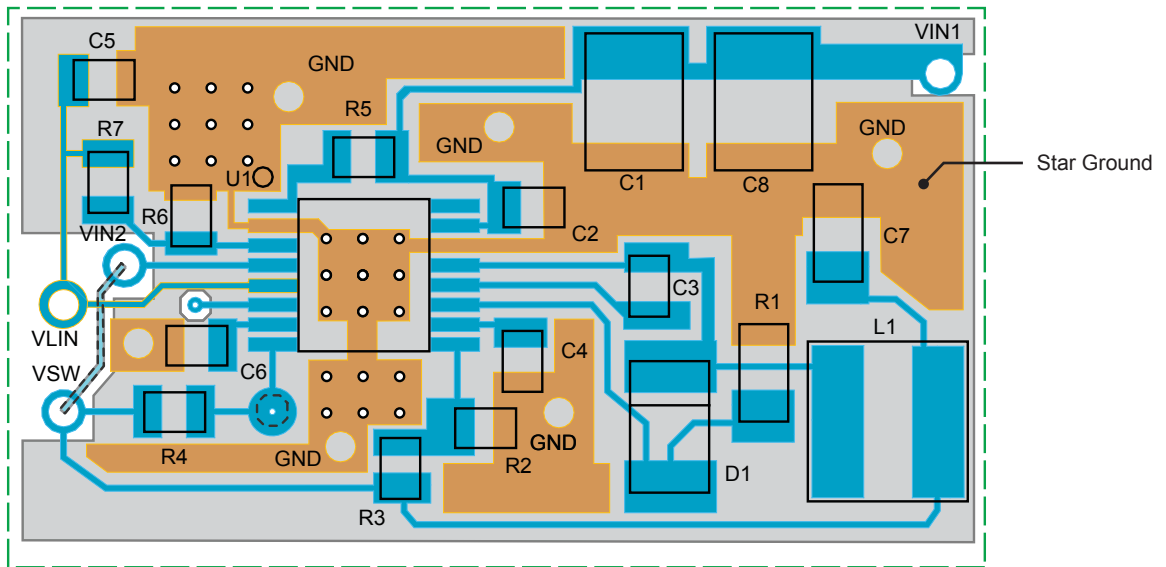 C5
GND
VIN1
R7
R5
GND
GND
Star Ground
U1
C1
C8
R6
VIN2
C2
C7
C3
R1
VLIN
L1
VSW
C6
C4
R4
GND
R2
GND
D1
R3